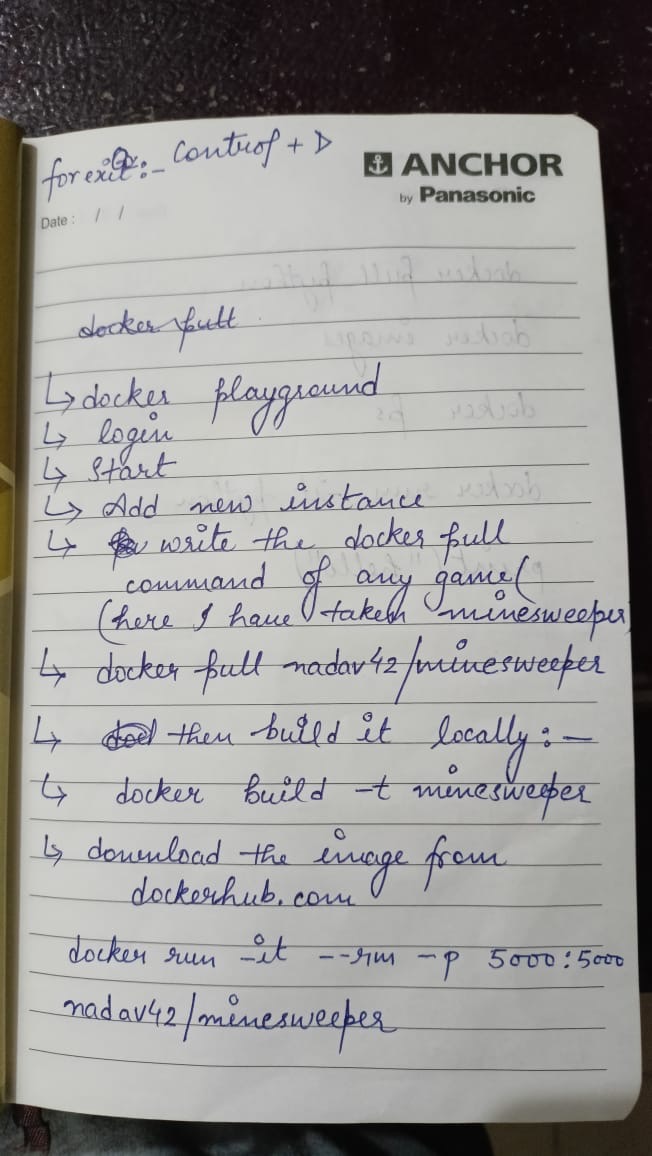 for exit:- Control + D
ANCHOR
by Panasonic
Date : / /
docker pull
↳ docker playground
↳ login
↳ Start
↳ Add new instance
↳ write the docker pull
command of any game (
(here I have taken minesweeper)
↳ docker pull nadav42/minesweeper
↳ then build it locally :-
↳ docker build -t minesweeper
↳ download the image from
dockerhub.com
docker run -it --rm -p 5000:5000
nadav42/minesweeper